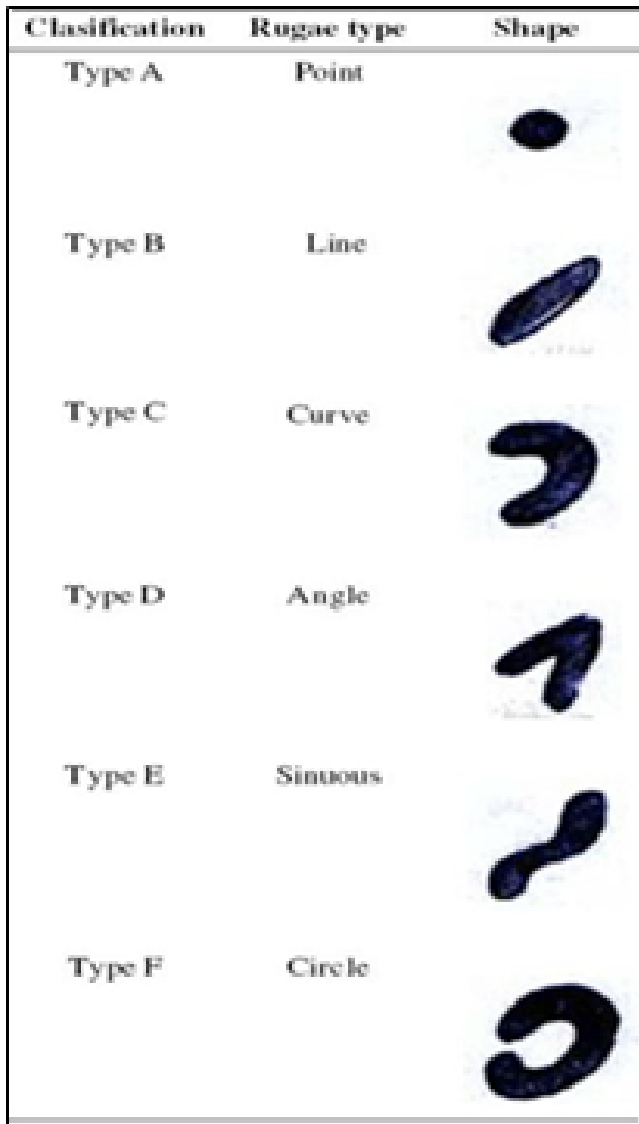 Clasification Rugae type Shape
Type A Point
Type B Line
Type C Curve
Type D Angle
Type E Sinuous
Type F Circle